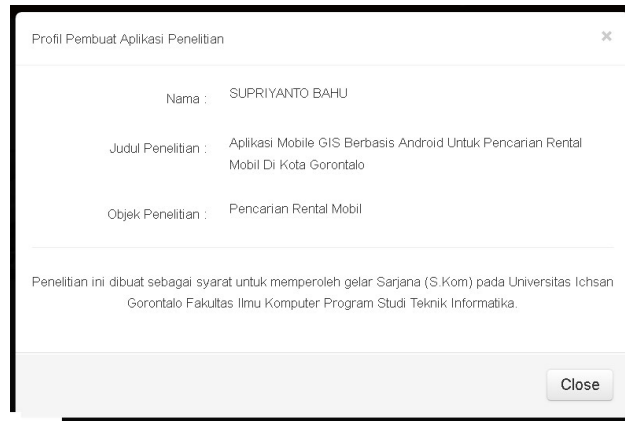 Profil Pembuat Aplikasi Penelitian ×
Nama : SUPRIYANTO BAHU
Judul Penelitian : Aplikasi Mobile GIS Berbasis Android Untuk Pencarian Rental
Mobil Di Kota Gorontalo
Objek Penelitian : Pencarian Rental Mobil
Penelitian ini dibuat sebagai syarat untuk memperoleh gelar Sarjana (S.Kom) pada Universitas Ichsan
Gorontalo Fakultas Ilmu Komputer Program Studi Teknik Informatika.
Close